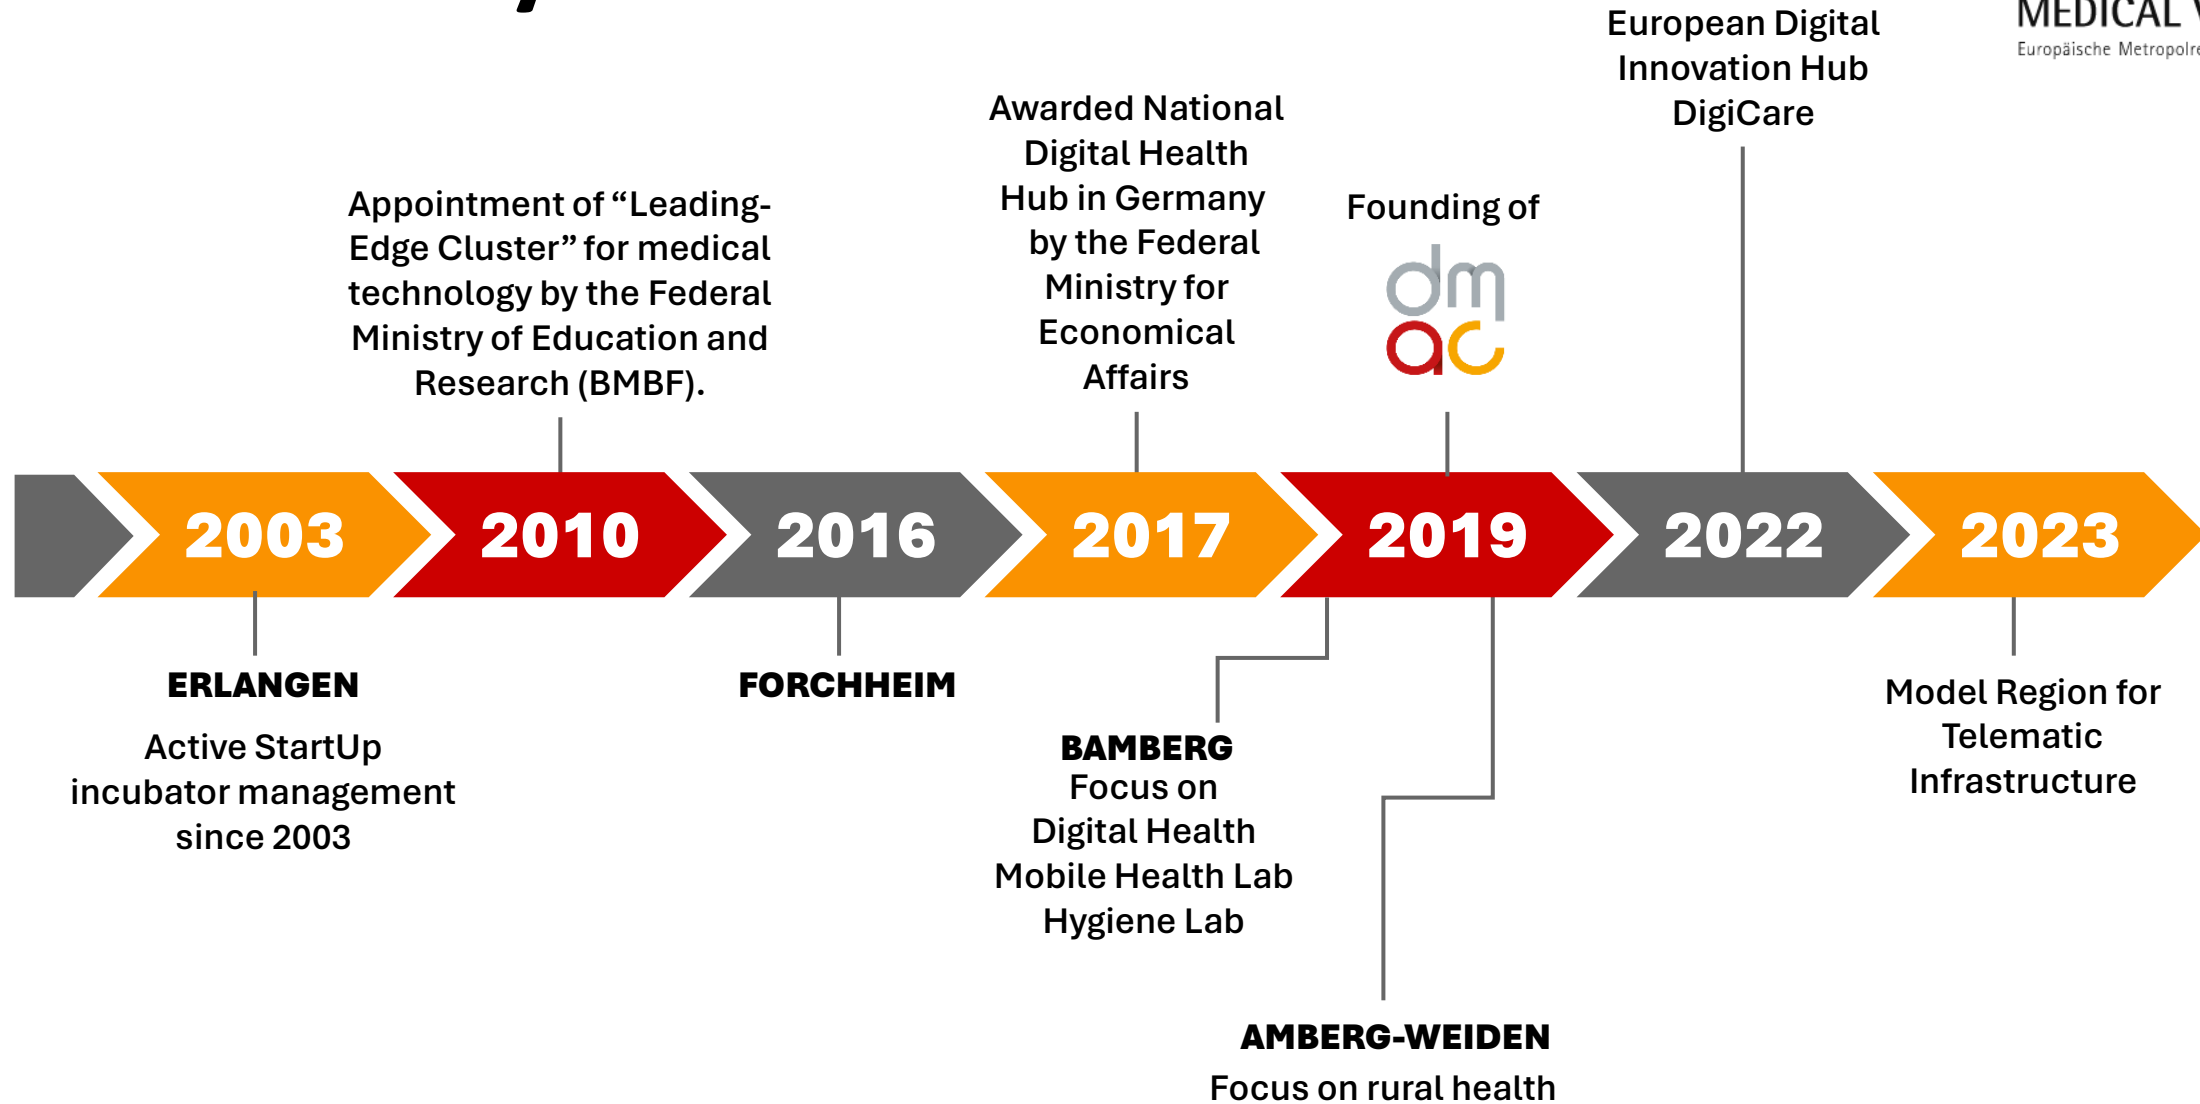 MEDICAL
Europäische
European Digital
Innovation Hub
DigiCare
Awarded National
Digital Health
Hub in Germany
by the Federal
Ministry for
Economical
Affairs
Appointment of “Leading-
Edge Cluster” for medical
technology by the Federal
Ministry of Education and
Research (BMBF).
Founding of
dm
ac
2003
2010
2016
2017
2019
2022
2023
ERLANGEN
Active StartUp
incubator management
since 2003
FORCHHEIM
BAMBERG
Focus on
Digital Health
Mobile Health Lab
Hygiene Lab
Model Region for
Telematic
Infrastructure
AMBERG-WEIDEN
Focus on rural health